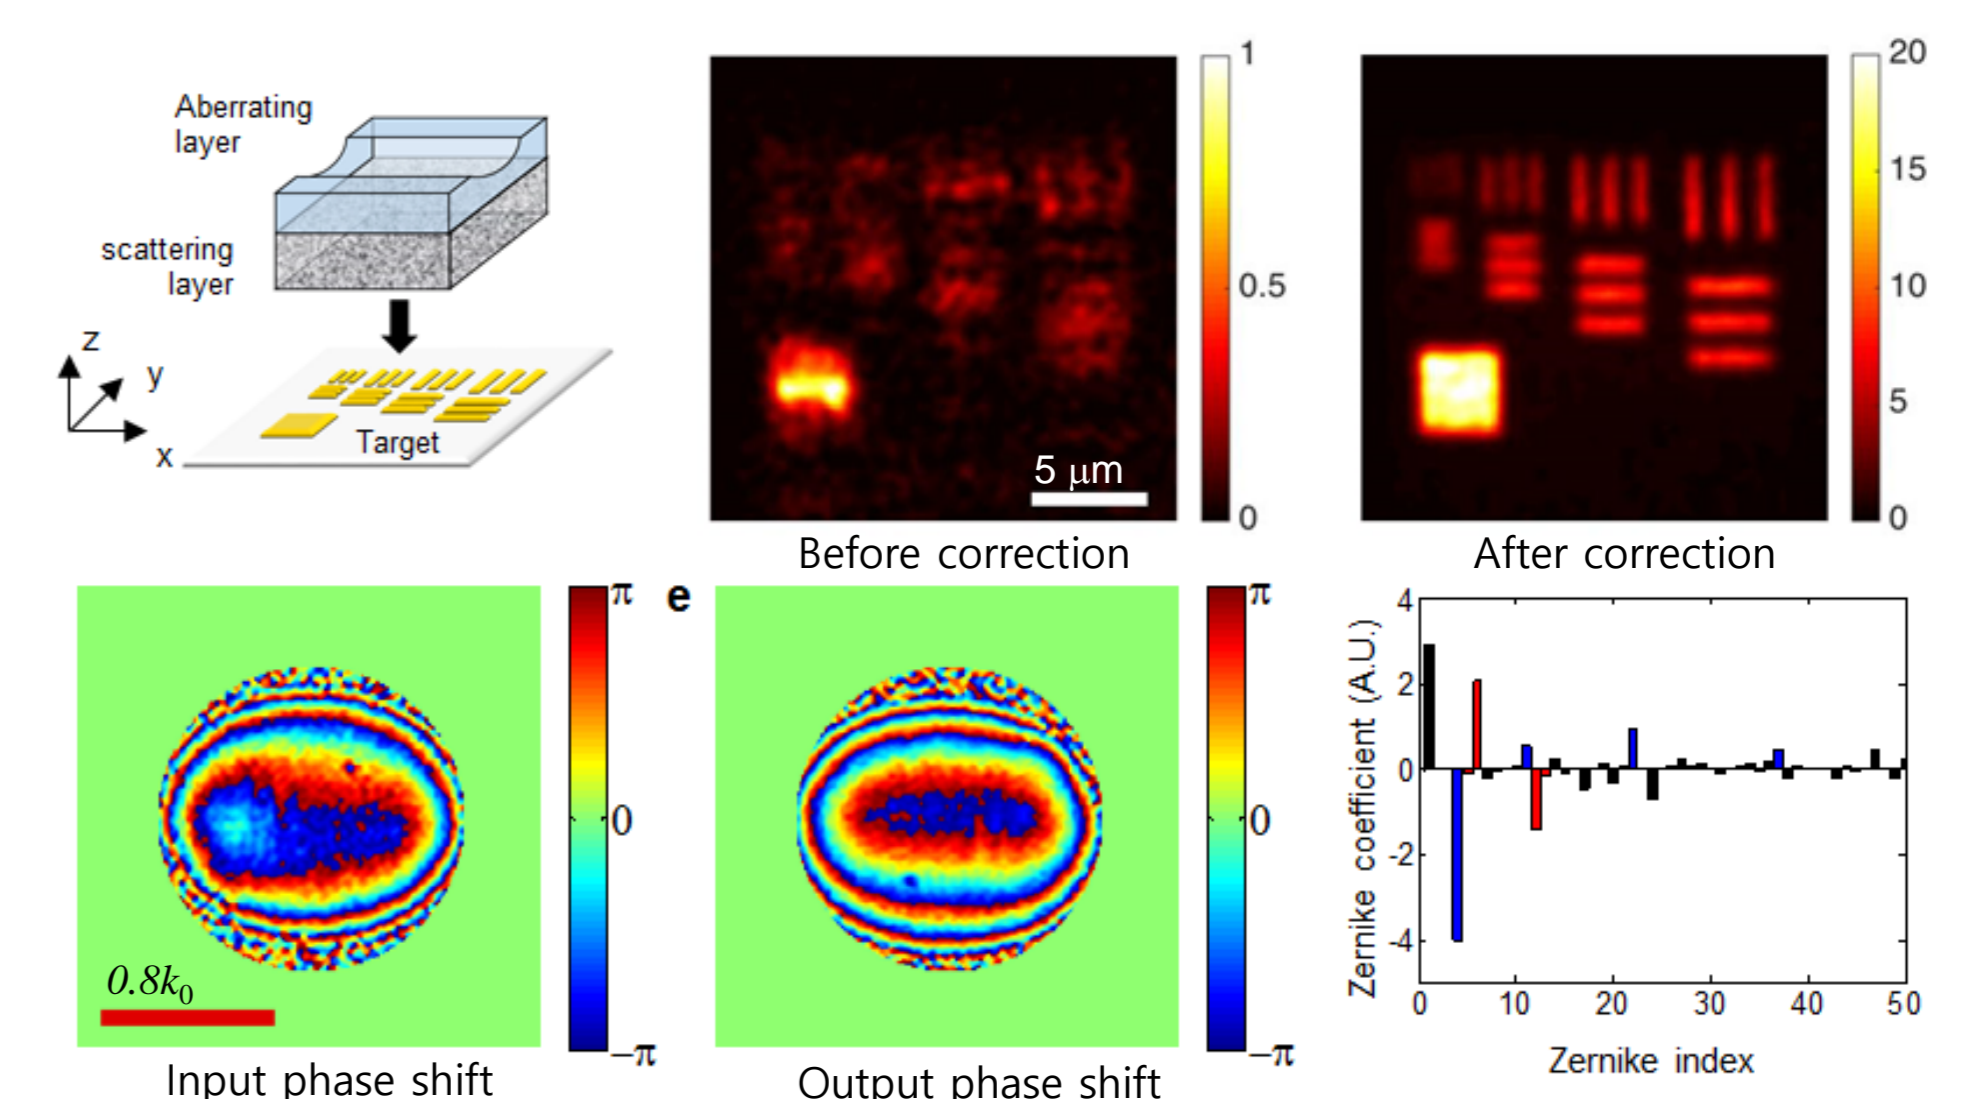 Aberrating
layer
scattering
layer
z
y
x
Target
1
0.5
0
5 μm
Before correction
20
15
10
5
0
After correction
π
0
−π
0.8k₀
Input phase shift
e
π
0
−π
Output phase shift
4
2
0
-2
-4
Zernike coefficient (A.U.)
0 10 20 30 40 50
Zernike index